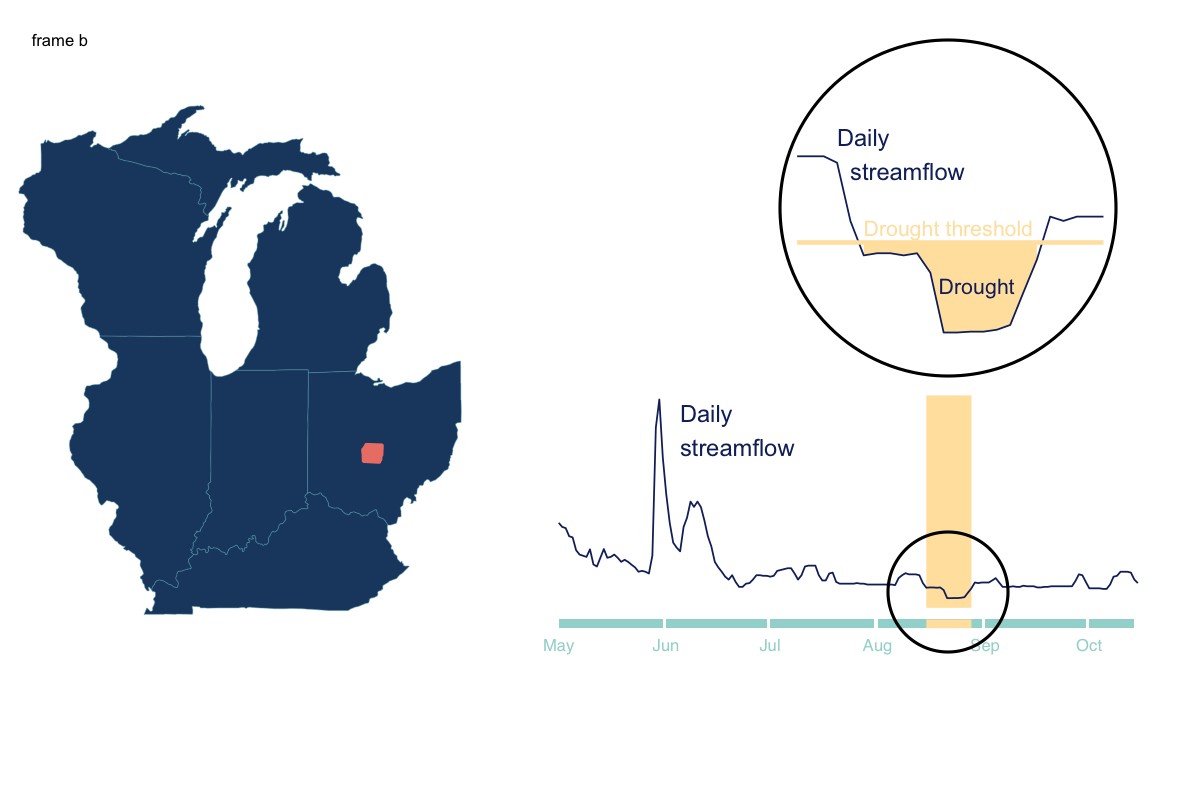 frame b
Daily
streamflow
Drought threshold
Drought
Daily
streamflow
May Jun Jul Aug Sep Oct